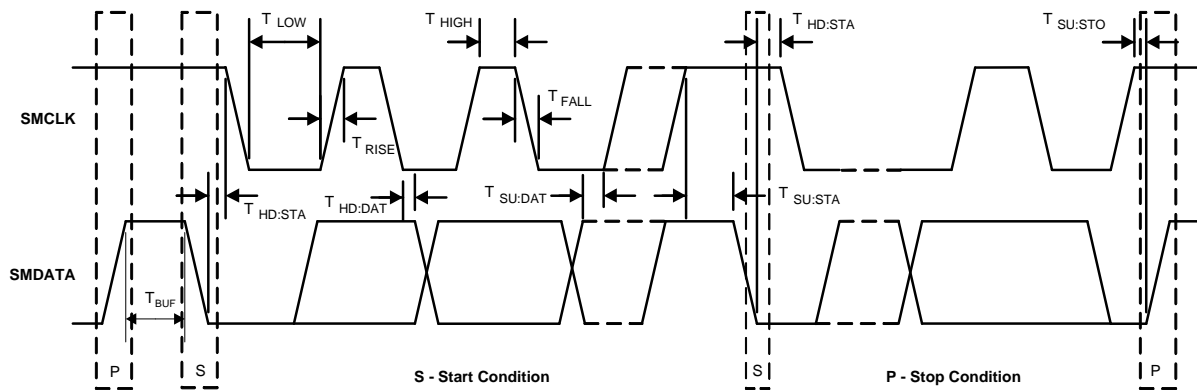 T LOW
T HIGH
T HD:STA
T SU:STO
SMCLK
T FALL
T RISE
T HD:STA
T HD:DAT
T SU:DAT
T SU:STA
SMDATA
T BUF
P
S
S - Start Condition
S
P - Stop Condition
P